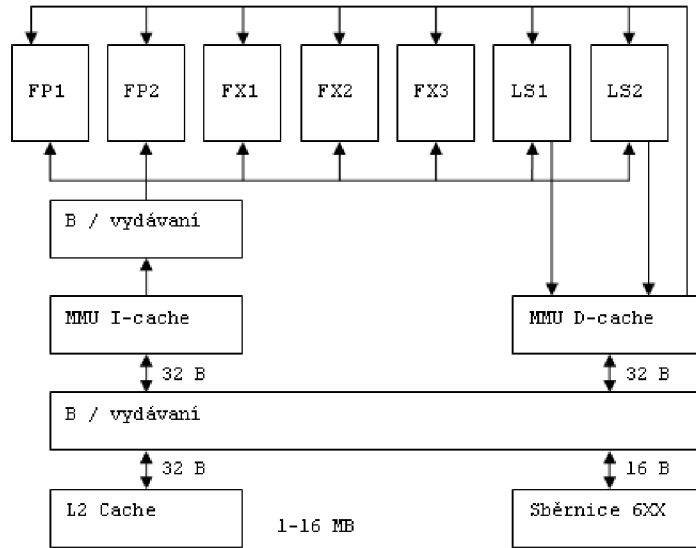 FP1 FP2 FX1 FX2 FX3 LS1 LS2
B / vydávaní
MMU I-cache MMU D-cache
32 B 32 B
B / vydávaní
32 B 16 B
L2 Cache 1-16 MB Sběrnice 6XX